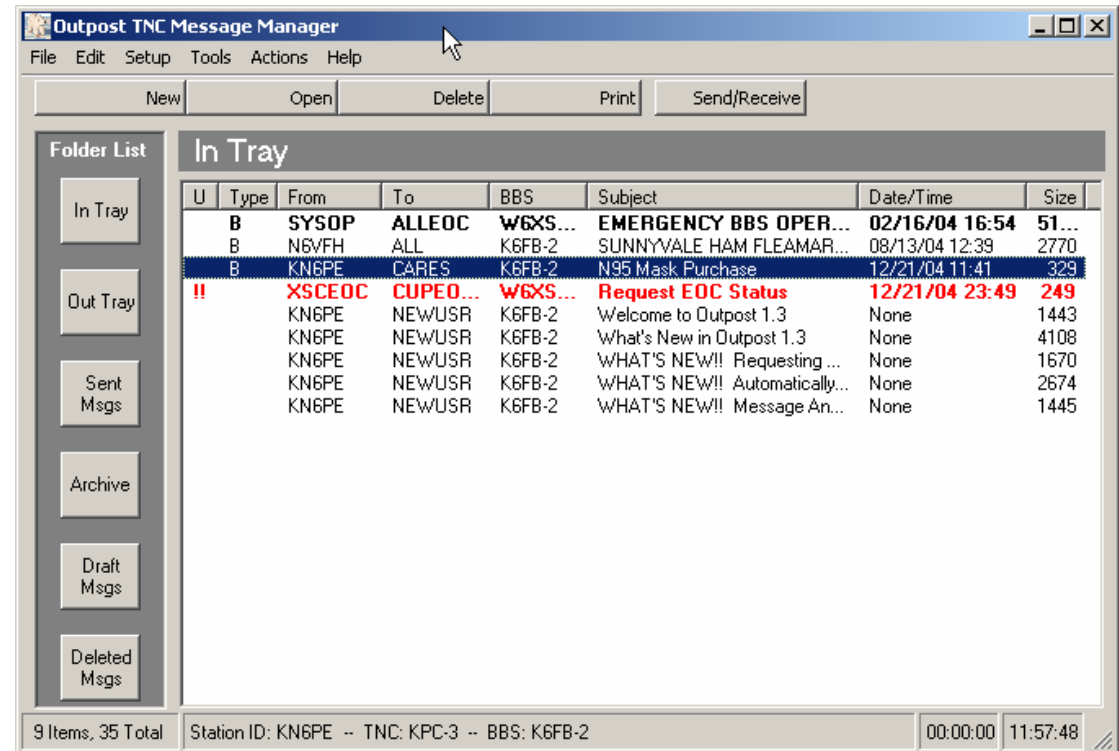 Outpost TNC Message Manager
File Edit Setup Tools Actions Help
New Open Delete Print Send/Receive
Folder List
In Tray
Out Tray
Sent Msgs
Archive
Draft Msgs
Deleted Msgs
In Tray
U Type From To BBS Subject Date/Time Size
B SYSOP ALLEOC W6XS... EMERGENCY BBS OPER... 02/16/04 16:54 51...
B N6VFH ALL K6FB-2 SUNNYVALE HAM FLEAMAR... 08/13/04 12:39 2770
B KN6PE CARES K6FB-2 N95 Mask Purchase 12/21/04 11:41 329
!! XSCEOC CUPEO... W6XS... Request EOC Status 12/21/04 23:49 249
KN6PE NEWUSR K6FB-2 Welcome to Outpost 1.3 None 1443
KN6PE NEWUSR K6FB-2 What's New in Outpost 1.3 None 4108
KN6PE NEWUSR K6FB-2 WHAT'S NEW!! Requesting ... None 1670
KN6PE NEWUSR K6FB-2 WHAT'S NEW!! Automatically... None 2674
KN6PE NEWUSR K6FB-2 WHAT'S NEW!! Message An... None 1445
9 Items, 35 Total Station ID: KN6PE -- TNC: KPC-3 -- BBS: K6FB-2 00:00:00 11:57:48